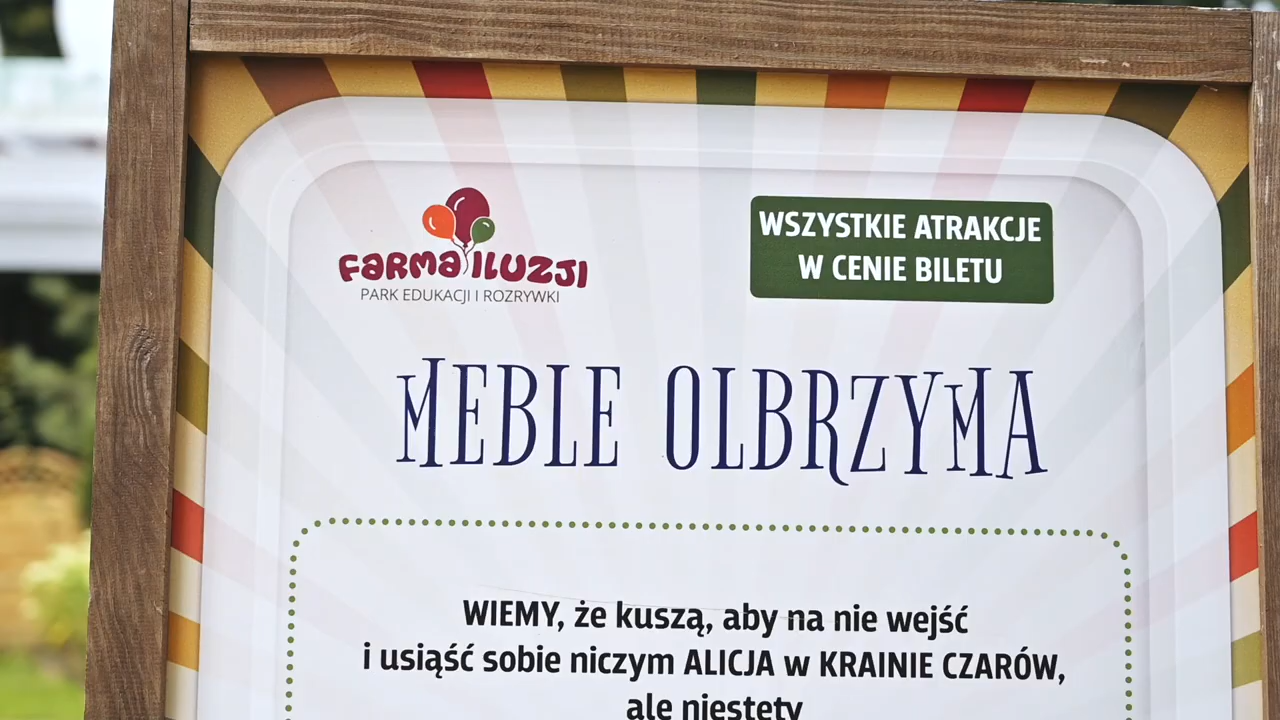 FARMA ILUZJI
PARK EDUKACJI I ROZRYWKI
WSZYSTKIE ATRAKCJE
W CENIE BILETU
MEBLE OLBRZYMA
WIEMY, że kuszą, aby na nie wejść
i usiąść sobie niczym ALICJA w KRAINIE CZARÓW,
ale niestety